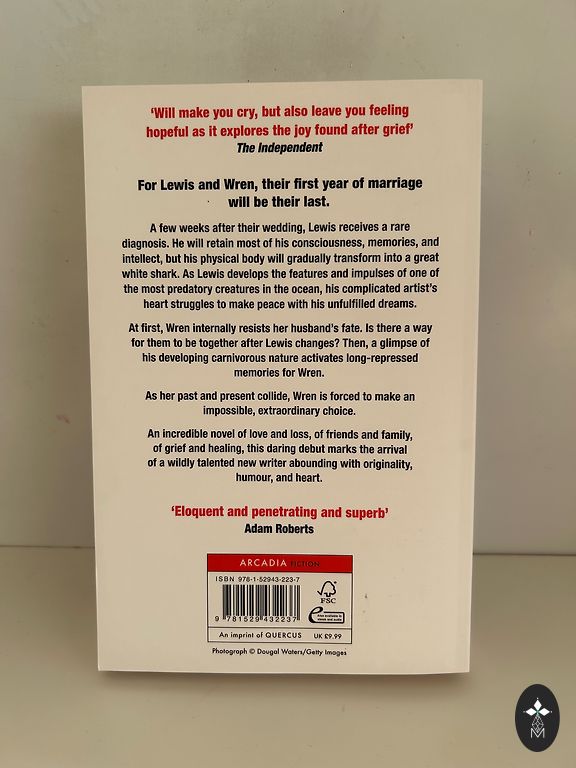 ‘Will make you cry, but also leave you feeling
hopeful as it explores the joy found after grief’
The Independent
For Lewis and Wren, their first year of marriage
will be their last.
A few weeks after their wedding, Lewis receives a rare
diagnosis. He will retain most of his consciousness, memories, and
intellect, but his physical body will gradually transform into a great
white shark. As Lewis develops the features and impulses of one of
the most predatory creatures in the ocean, his complicated artist’s
heart struggles to make peace with his unfulfilled dreams.
At first, Wren internally resists her husband’s fate. Is there a way
for them to be together after Lewis changes? Then, a glimpse of
his developing carnivorous nature activates long-repressed
memories for Wren.
As her past and present collide, Wren is forced to make an
impossible, extraordinary choice.
An incredible novel of love and loss, of friends and family,
of grief and healing, this daring debut marks the arrival
of a wildly talented new writer abounding with originality,
humour, and heart.
‘Eloquent and penetrating and superb’
Adam Roberts
ARCADIA FICTION
ISBN 978-1-52943-223-7
FSC
Also available in
ebook and audio
9 781529 432237
An imprint of QUERCUS UK £9.99
Photograph © Dougal Waters/Getty Images
M